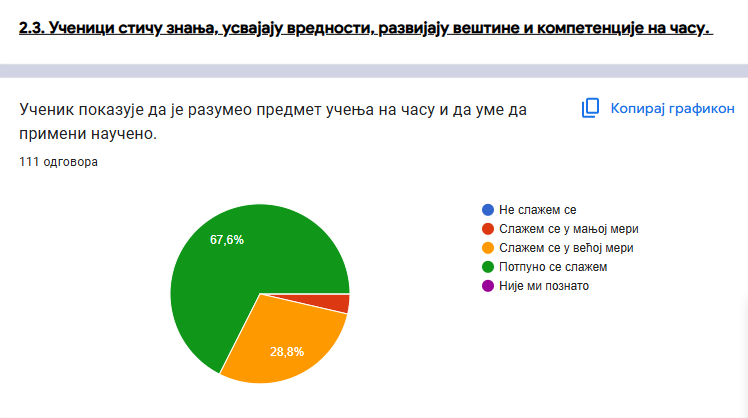 2.3. Ученици стичу знања, усвајају вредности, развијају вештине и компетенције на часу.
Ученик показује да је разумео предмет учења на часу и да уме да
примени научено.
Копирај графикон
111 одговора
67,6%
28,8%
Не слажем се
Слажем се у мањој мери
Слажем се у већој мери
Потпуно се слажем
Није ми познато